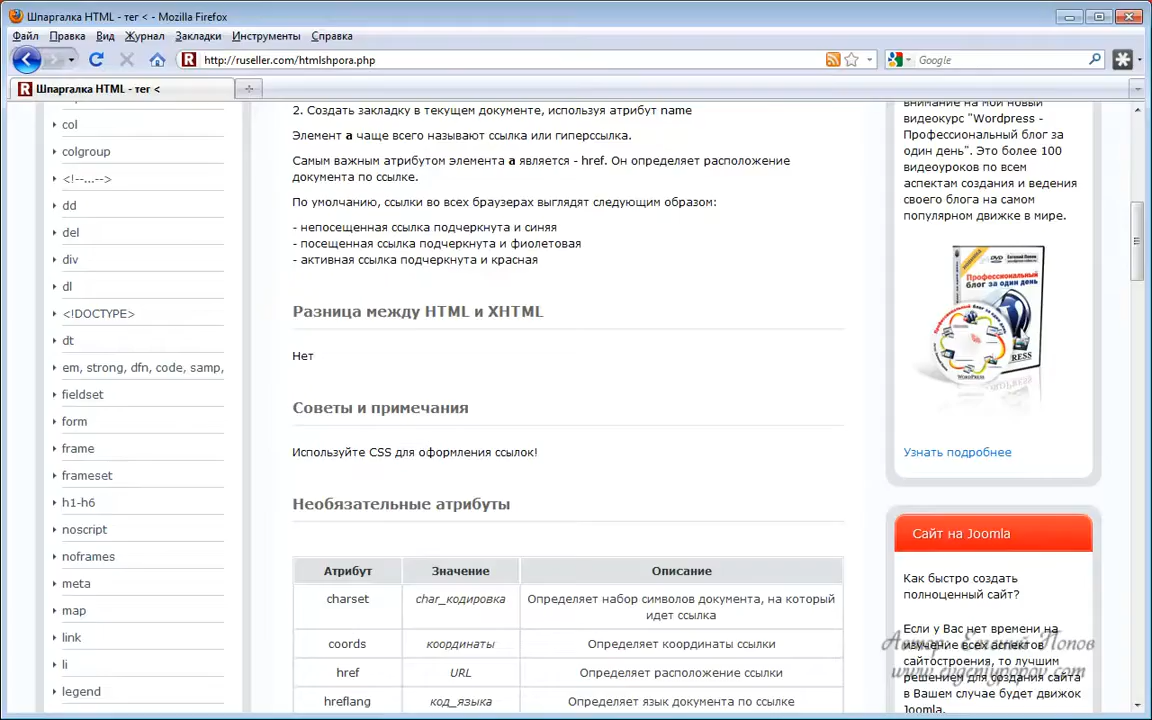 Шпаргалка HTML - тег < - Mozilla Firefox
Файл Правка Вид Журнал Закладки Инструменты Справка
http://ruseller.com/htmlshpora.php
Google
Шпаргалка HTML - тег <
col
colgroup
<!--...-->
dd
del
div
dl
<!DOCTYPE>
dt
em, strong, dfn, code, samp,
fieldset
form
frame
frameset
h1-h6
noscript
noframes
meta
map
link
li
legend
2. Создать закладку в текущем документе, используя атрибут name
Элемент a чаще всего называют ссылка или гиперссылка.
Самым важным атрибутом элемента a является - href. Он определяет расположение
документа по ссылке.
По умолчанию, ссылки во всех браузерах выглядят следующим образом:
- непосещенная ссылка подчеркнута и синяя
- посещенная ссылка подчеркнута и фиолетовая
- активная ссылка подчеркнута и красная
Разница между HTML и XHTML
Нет
Советы и примечания
Используйте CSS для оформления ссылок!
Необязательные атрибуты
Атрибут Значение Описание
charset char_кодировка Определяет набор символов документа, на который
идет ссылка
coords координаты Определяет координаты ссылки
href URL Определяет расположение ссылки
hreflang код_языка Определяет язык документа по ссылке
внимание на мой новый
видеокурс "Wordpress -
Профессиональный блог за
один день". Это более 100
видеоуроков по всем
аспектам создания и ведения
своего блога на самом
популярном движке в мире.
Профессиональный
блог за один день
Узнать подробнее
Сайт на Joomla
Как быстро создать
полноценный сайт?
Если у Вас нет времени на
изучение всех аспектов
сайтостроения, то лучшим
решением для создания сайта
в Вашем случае будет движок
Joomla.
Автор: Евгений Попов
www.evgeniypopov.com